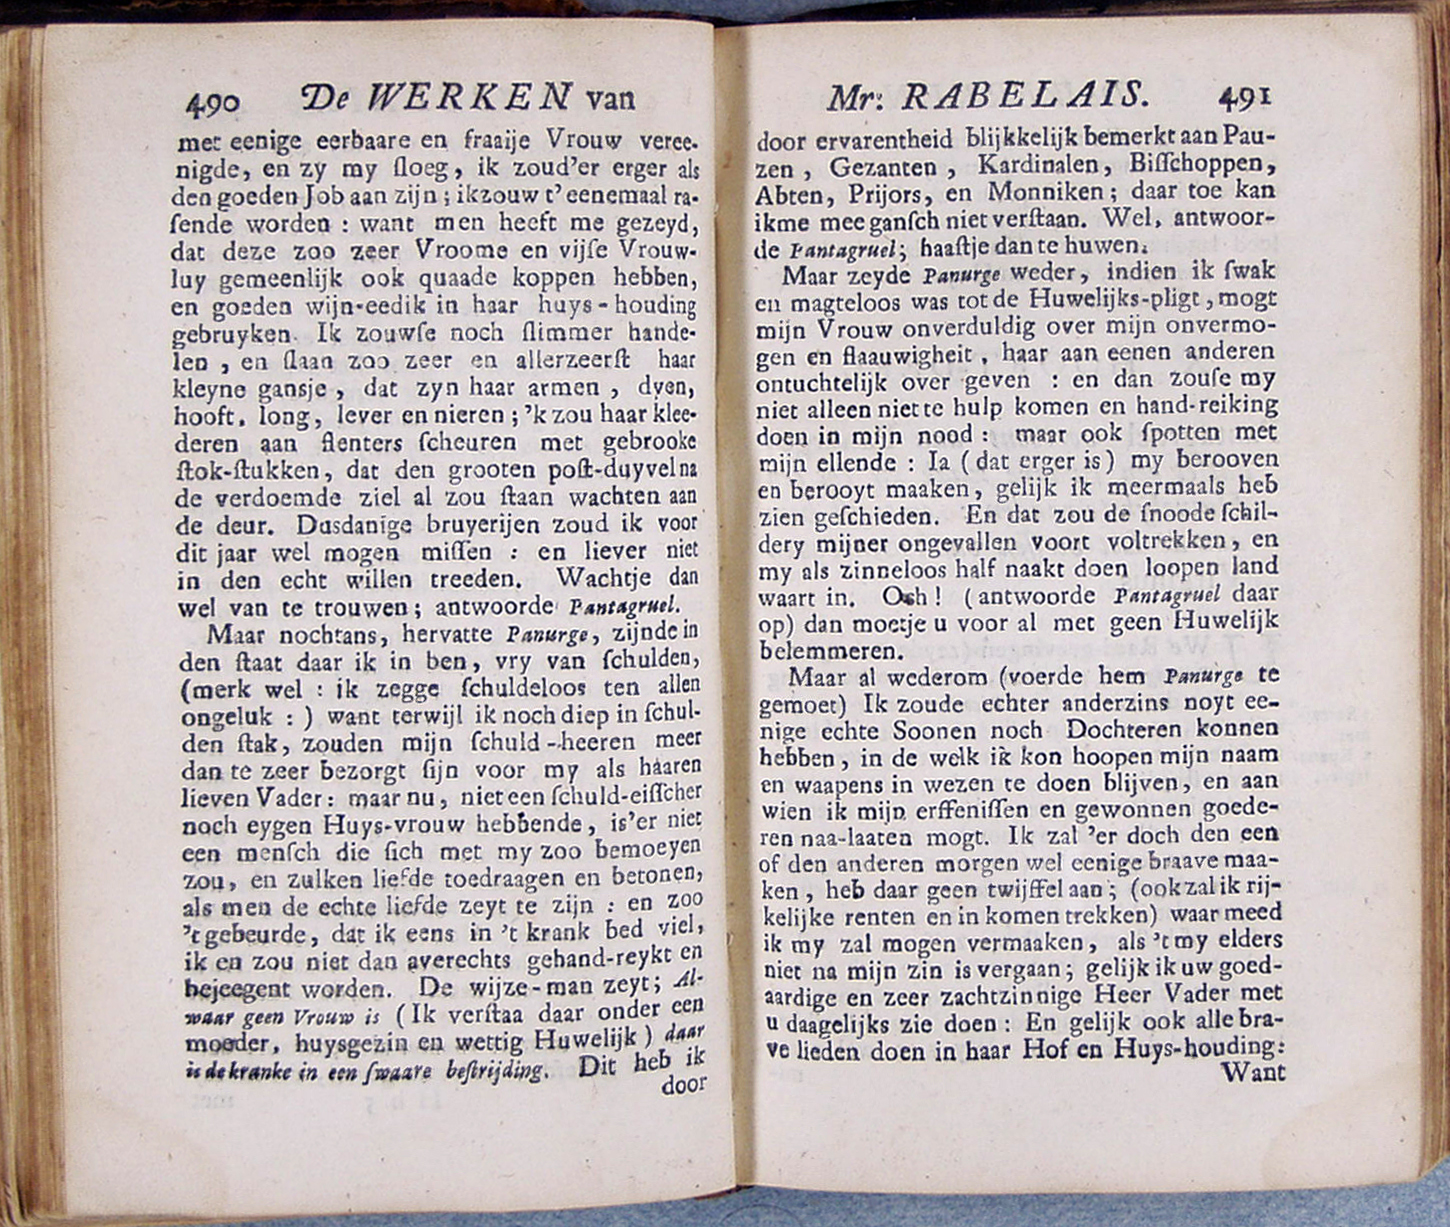 490 De WERKEN van
met eenige eerbaare en fraaije Vrouw veree-
nigde, en zy my ſloeg, ik zoud'er erger als
den goeden Job aan zijn; ik zouw t'eenemaal ra-
ſende worden : want men heeft me gezeyd,
dat deze zoo zeer Vroome en vijſe Vrouw-
luy gemeenlijk ook quaade koppen hebben,
en goeden wijn-eedik in haar huys-houding
gebruyken. Ik zouwſe noch ſlimmer hande-
len , en ſlaan zoo zeer en allerzeerſt haar
kleyne gansje, dat zyn haar armen , dyen,
hooft, long, lever en nieren; 'k zou haar klee-
deren aan flenters ſcheuren met gebrooke
ſtok-ſtukken, dat den grooten poſt-duyvel na
de verdoemde ziel al zou ſtaan wachten aan
de deur. Dusdanige bruyerijen zoud ik voor
dit jaar wel mogen miſſen : en liever niet
in den echt willen treeden. Wachtje dan
wel van te trouwen; antwoorde Pantagruel.
Maar nochtans, hervatte Panurge, zijnde in
den ſtaat daar ik in ben, vry van ſchulden,
(merk wel : ik zegge ſchuldeloos ten allen
ongeluk : ) want terwijl ik noch diep in ſchul-
den ſtak, zouden mijn ſchuld-heeren meer
dan te zeer bezorgt ſijn voor my als haaren
lieven Vader: maar nu, niet een ſchuld-eiſſcher
noch eygen Huys-vrouw hebbende, is'er niet
een menſch die ſich met my zoo bemoeyen
zou, en zulken liefde toedraagen en betonen,
als men de echte liefde zeyt te zijn : en zoo
't gebeurde, dat ik eens in 't krank bed viel,
ik en zou niet dan averechts gehand-reykt en
bejeegent worden. De wijze-man zeyt; Al-
waar geen Vrouw is (Ik verſtaa daar onder een
moeder, huysgezin en wettig Huwelijk) daar
is de kranke in een ſwaare beſtrijding. Dit heb ik
door
Mr: RABELAIS. 491
door ervarentheid blijkkelijk bemerkt aan Pau-
zen , Gezanten , Kardinalen, Biſſchoppen,
Abten, Prijors, en Monniken; daar toe kan
ikme mee ganſch niet verſtaan. Wel, antwoor-
de Pantagruel; haaſtje dan te huwen.
Maar zeyde Panurge weder, indien ik ſwak
en magteloos was tot de Huwelijks-pligt, mogt
mijn Vrouw onverduldig over mijn onvermo-
gen en flaauwigheit, haar aan eenen anderen
ontuchtelijk over geven : en dan zouſe my
niet alleen niet te hulp komen en hand-reiking
doen in mijn nood : maar ook ſpotten met
mijn ellende : Ia (dat erger is) my berooven
en berooyt maaken, gelijk ik meermaals heb
zien geſchieden. En dat zou de ſnoode ſchil-
dery mijner ongevallen voort voltrekken, en
my als zinneloos half naakt doen loopen land
waart in. Och! (antwoorde Pantagruel daar
op) dan moetje u voor al met geen Huwelijk
belemmeren.
Maar al wederom (voerde hem Panurge te
gemoet) Ik zoude echter anderzins noyt ee-
nige echte Soonen noch Dochteren konnen
hebben, in de welk ik kon hoopen mijn naam
en waapens in wezen te doen blijven, en aan
wien ik mijn erffeniſſen en gewonnen goede-
ren naa-laaten mogt. Ik zal 'er doch den een
of den anderen morgen wel eenige braave maa-
ken, heb daar geen twijffel aan; (ook zal ik rij-
kelijke renten en in komen trekken) waar meed
ik my zal mogen vermaaken, als 't my elders
niet na mijn zin is vergaan; gelijk ik uw goed-
aardige en zeer zachtzinnige Heer Vader met
u daagelijks zie doen: En gelijk ook alle bra-
ve lieden doen in haar Hof en Huys-houding:
Want